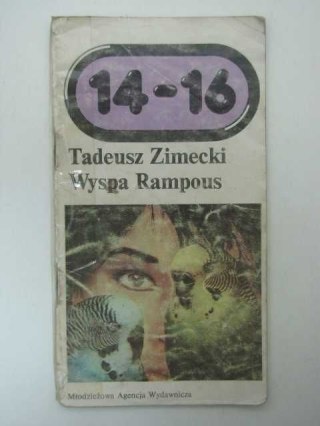 14-16
Tadeusz Zimecki
Wyspa Rampous
Młodzieżowa Agencja Wydawnicza